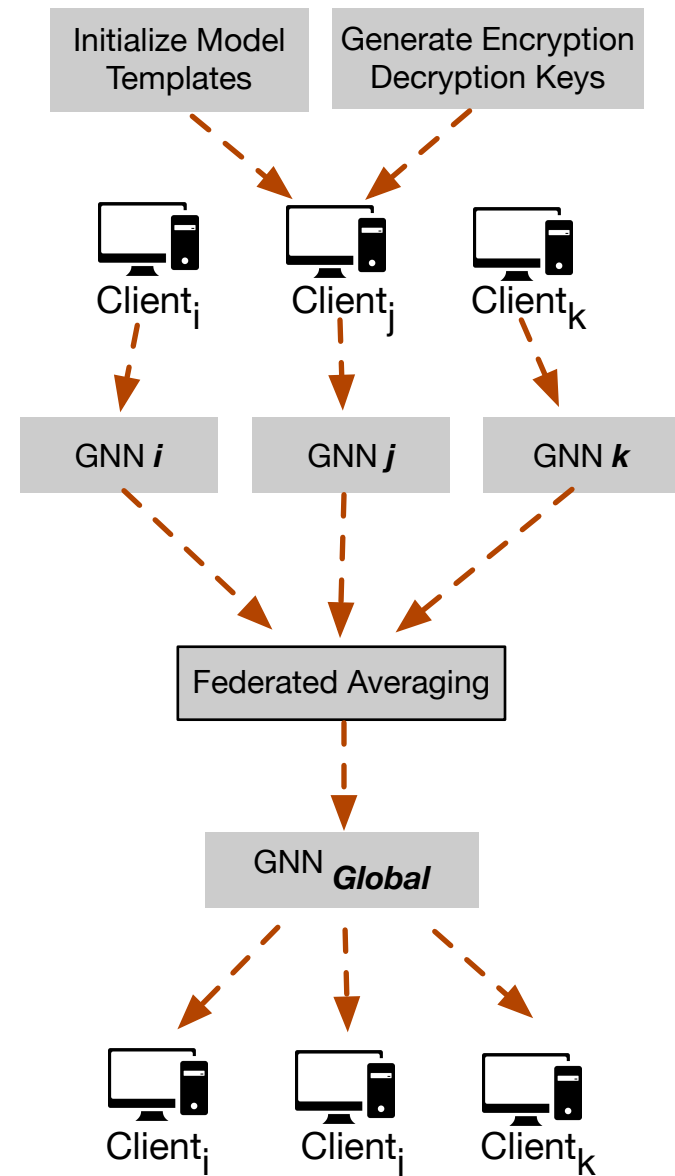 Initialize Model
Templates
Generate Encryption
Decryption Keys
Client_i
Client_j
Client_k
GNN i
GNN j
GNN k
Federated Averaging
GNN Global
Client_i
Client_j
Client_k